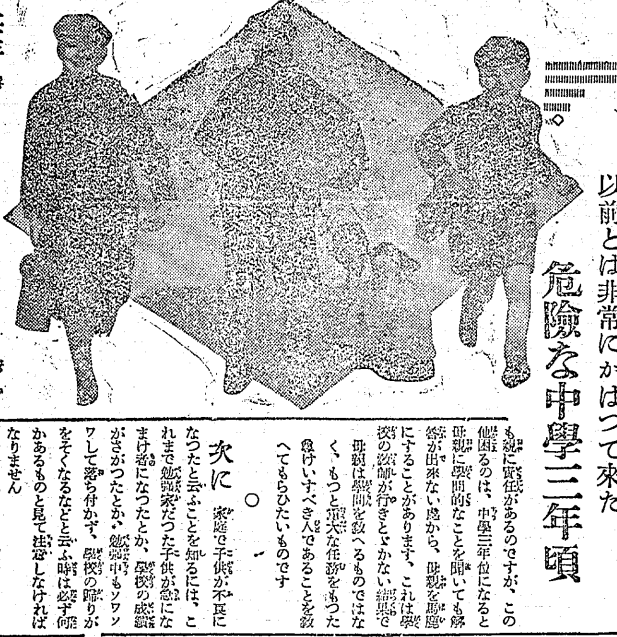 以前とは非常にかはつて來た
危險な中學三年頃
も親に責任があるのですが、この
他困るのは、中學三年位になると
母親に學問的なことを聞いても解
答が出來ない處から、母親を馬鹿
にすることがあります、これは學
校の教育が行きとゞかない結果で
母親は學問を教へるものではな
く、もつと重大な任務をもつた
尊けいすべき人であることを教
へてもらひたいものです
○
次に 家庭で子供が不良に
なつたと云ふことを知るには、こ
れまで勉強家だつた子供が急にな
まけ者になつたとか、學校の成績
がさがつたとか、勉強中もソワソ
ワして落ち付かず、學校の歸りが
をそくなるなどと云ふ時は必ず何
かあるものと見て注意しなければ
なりません